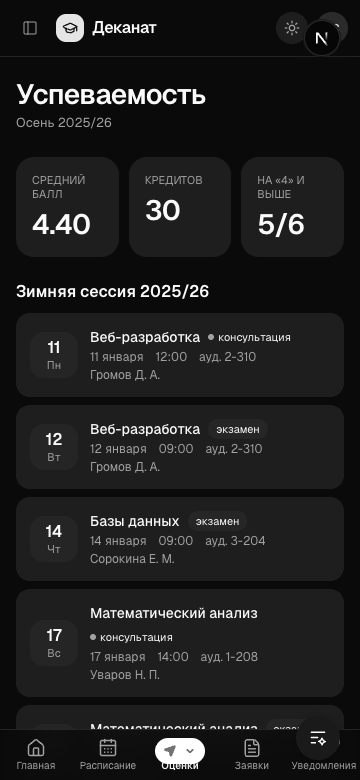 Деканат
N
Успеваемость
Осень 2025/26
СРЕДНИЙ
БАЛЛ
4.40
КРЕДИТОВ
30
НА «4» И
ВЫШЕ
5/6
Зимняя сессия 2025/26
11
Пн
Веб-разработка консультация
11 января 12:00 ауд. 2-310
Громов Д. А.
12
Вт
Веб-разработка экзамен
12 января 09:00 ауд. 2-310
Громов Д. А.
14
Чт
Базы данных экзамен
14 января 09:00 ауд. 3-204
Сорокина Е. М.
17
Вс
Математический анализ
консультация
17 января 14:00 ауд. 1-208
Уваров Н. П.
Математический анализ
Главная Расписание Оценки Заявки Уведомления